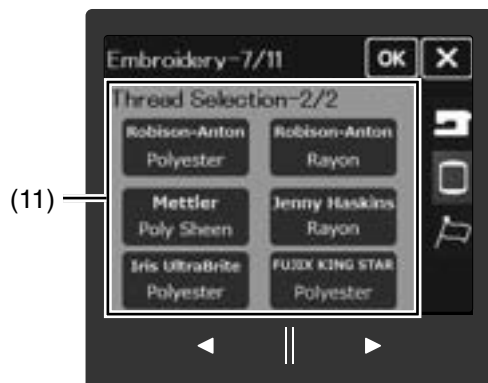 Embroidery-7/11 OK X
Thread Selection-2/2
Robison-Anton Robison-Anton
Polyester Rayon
(11)
Mettler Jenny Haskins
Poly Sheen Rayon
Iris UltraBrite FUJIX KING STAR
Polyester Polyester